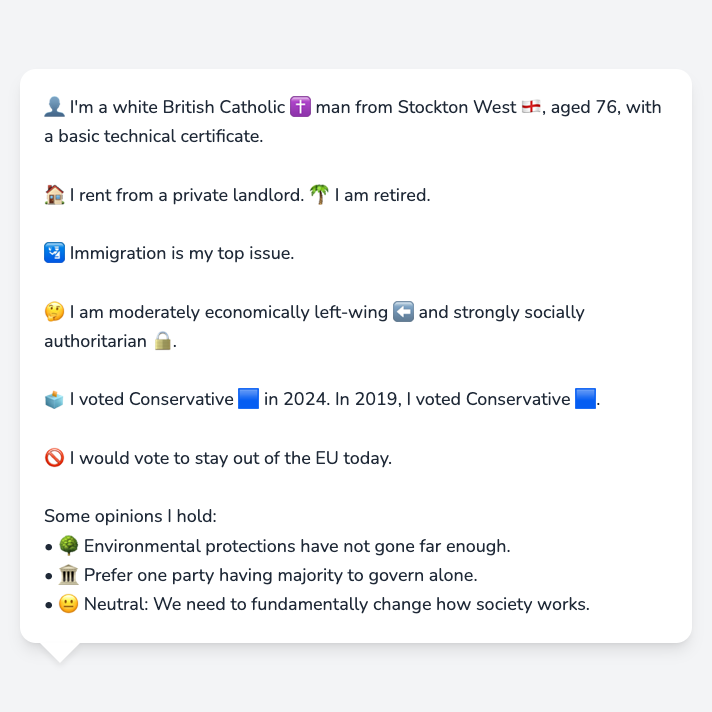 👤 I'm a white British Catholic ✝️ man from Stockton West 🏴󠁧󠁢󠁥󠁮󠁧󠁿, aged 76, with
a basic technical certificate.
🏠 I rent from a private landlord. 🌴 I am retired.
🛂 Immigration is my top issue.
🤔 I am moderately economically left-wing ⬅️ and strongly socially
authoritarian 🔒.
🗳️ I voted Conservative 🟦 in 2024. In 2019, I voted Conservative 🟦.
🚫 I would vote to stay out of the EU today.
Some opinions I hold:
• 🌳 Environmental protections have not gone far enough.
• 🏛️ Prefer one party having majority to govern alone.
• 😐 Neutral: We need to fundamentally change how society works.